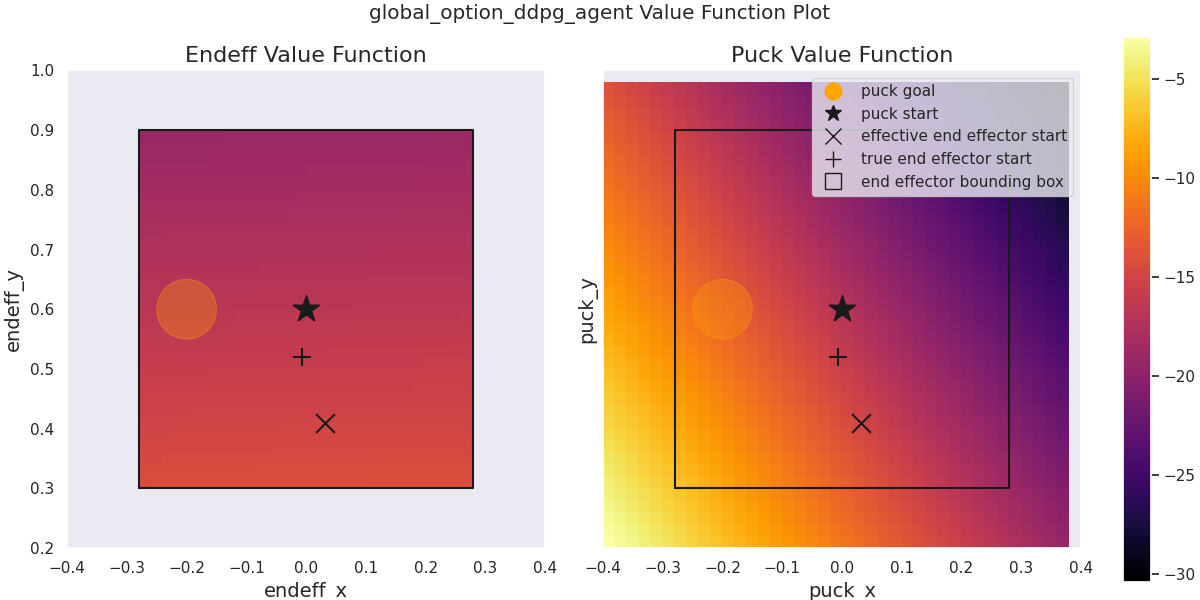 global_option_ddpg_agent Value Function Plot
Endeff Value Function
endeff_y
1.0
0.9
0.8
0.7
0.6
0.5
0.4
0.3
0.2
−0.4 −0.3 −0.2 −0.1 0.0 0.1 0.2 0.3 0.4
endeff_x
Puck Value Function
puck_y
puck goal
puck start
effective end effector start
true end effector start
end effector bounding box
−0.4 −0.3 −0.2 −0.1 0.0 0.1 0.2 0.3 0.4
puck_x
−5
−10
−15
−20
−25
−30